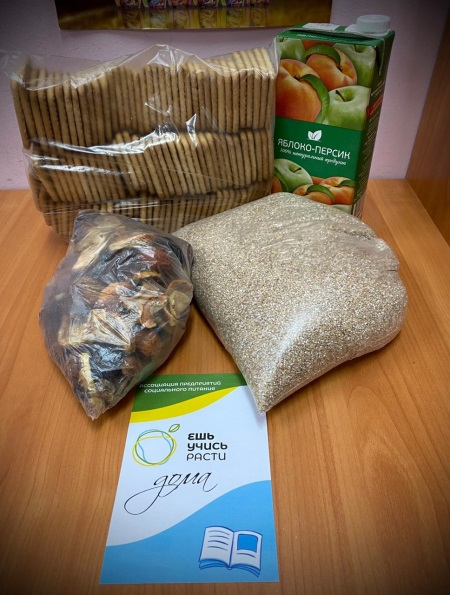 ЯБЛОКО-ПЕРСИК
100% натуральный продукт
АССОЦИАЦИЯ ПРЕДПРИЯТИЙ
СОЦИАЛЬНОГО ПИТАНИЯ
ЕШЬ
УЧИСЬ
РАСТИ
дома